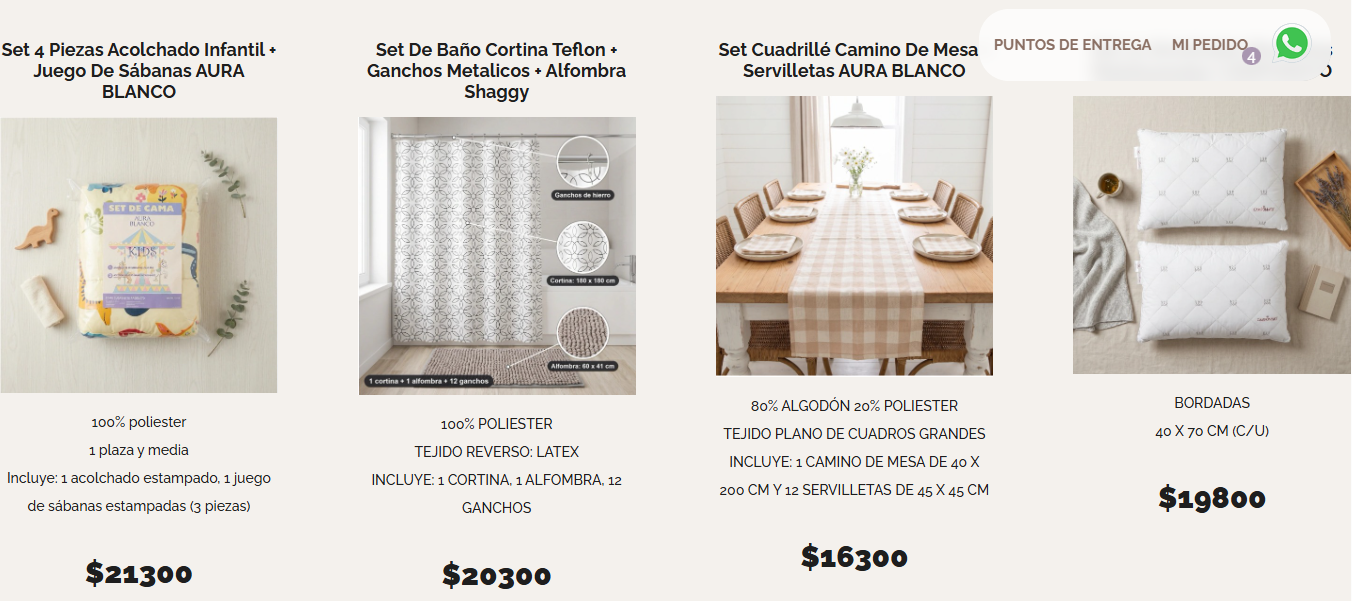 PUNTOS DE ENTREGA
MI PEDIDO
4
Set 4 Piezas Acolchado Infantil +
Juego De Sábanas AURA
BLANCO
SET DE CAMA
AURA
BLANCO
KIDS
100% poliester
1 plaza y media
Incluye: 1 acolchado estampado, 1 juego
de sábanas estampadas (3 piezas)
$21300
Set De Baño Cortina Teflon +
Ganchos Metalicos + Alfombra
Shaggy
Ganchos de hierro
Cortina: 180 x 180 cm
Alfombra: 60 x 41 cm
1 cortina + 1 alfombra + 12 ganchos
100% POLIESTER
TEJIDO REVERSO: LATEX
INCLUYE: 1 CORTINA, 1 ALFOMBRA, 12
GANCHOS
$20300
Set Cuadrillé Camino De Mesa
Servilletas AURA BLANCO
80% ALGODÓN 20% POLIESTER
TEJIDO PLANO DE CUADROS GRANDES
INCLUYE: 1 CAMINO DE MESA DE 40 X
200 CM Y 12 SERVILLETAS DE 45 X 45 CM
$16300
BORDADAS
40 X 70 CM (C/U)
$19800